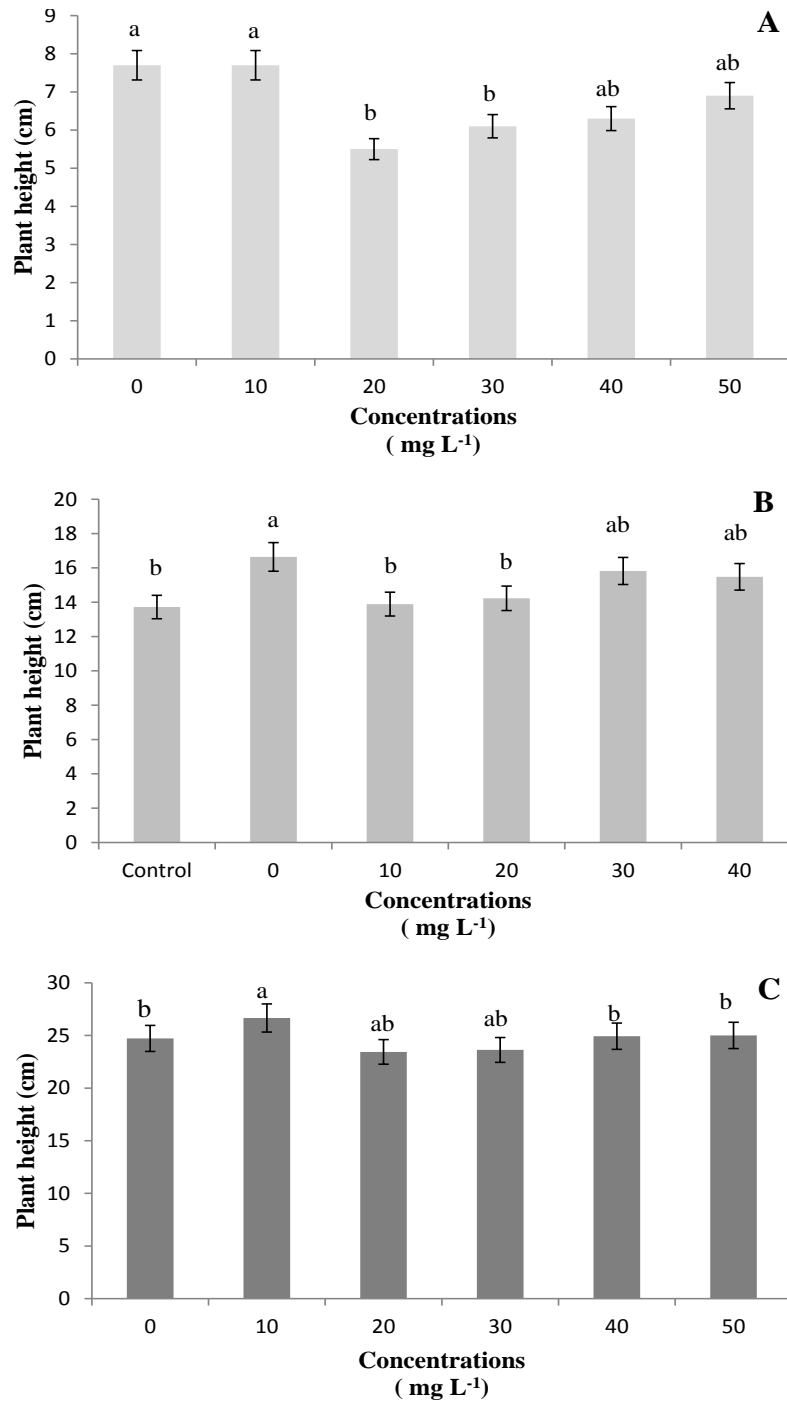 A
9
8
7
6
5
4
3
2
1
0
Plant height (cm)
a
a
b
b
ab
ab
0 10 20 30 40 50
Concentrations
( mg L-1)
B
20
18
16
14
12
10
8
6
4
2
0
Plant height (cm)
b
a
b
b
ab
ab
Control 0 10 20 30 40
Concentrations
( mg L-1)
C
30
25
20
15
10
5
0
Plant height (cm)
b
a
ab
ab
b
b
0 10 20 30 40 50
Concentrations
( mg L-1)